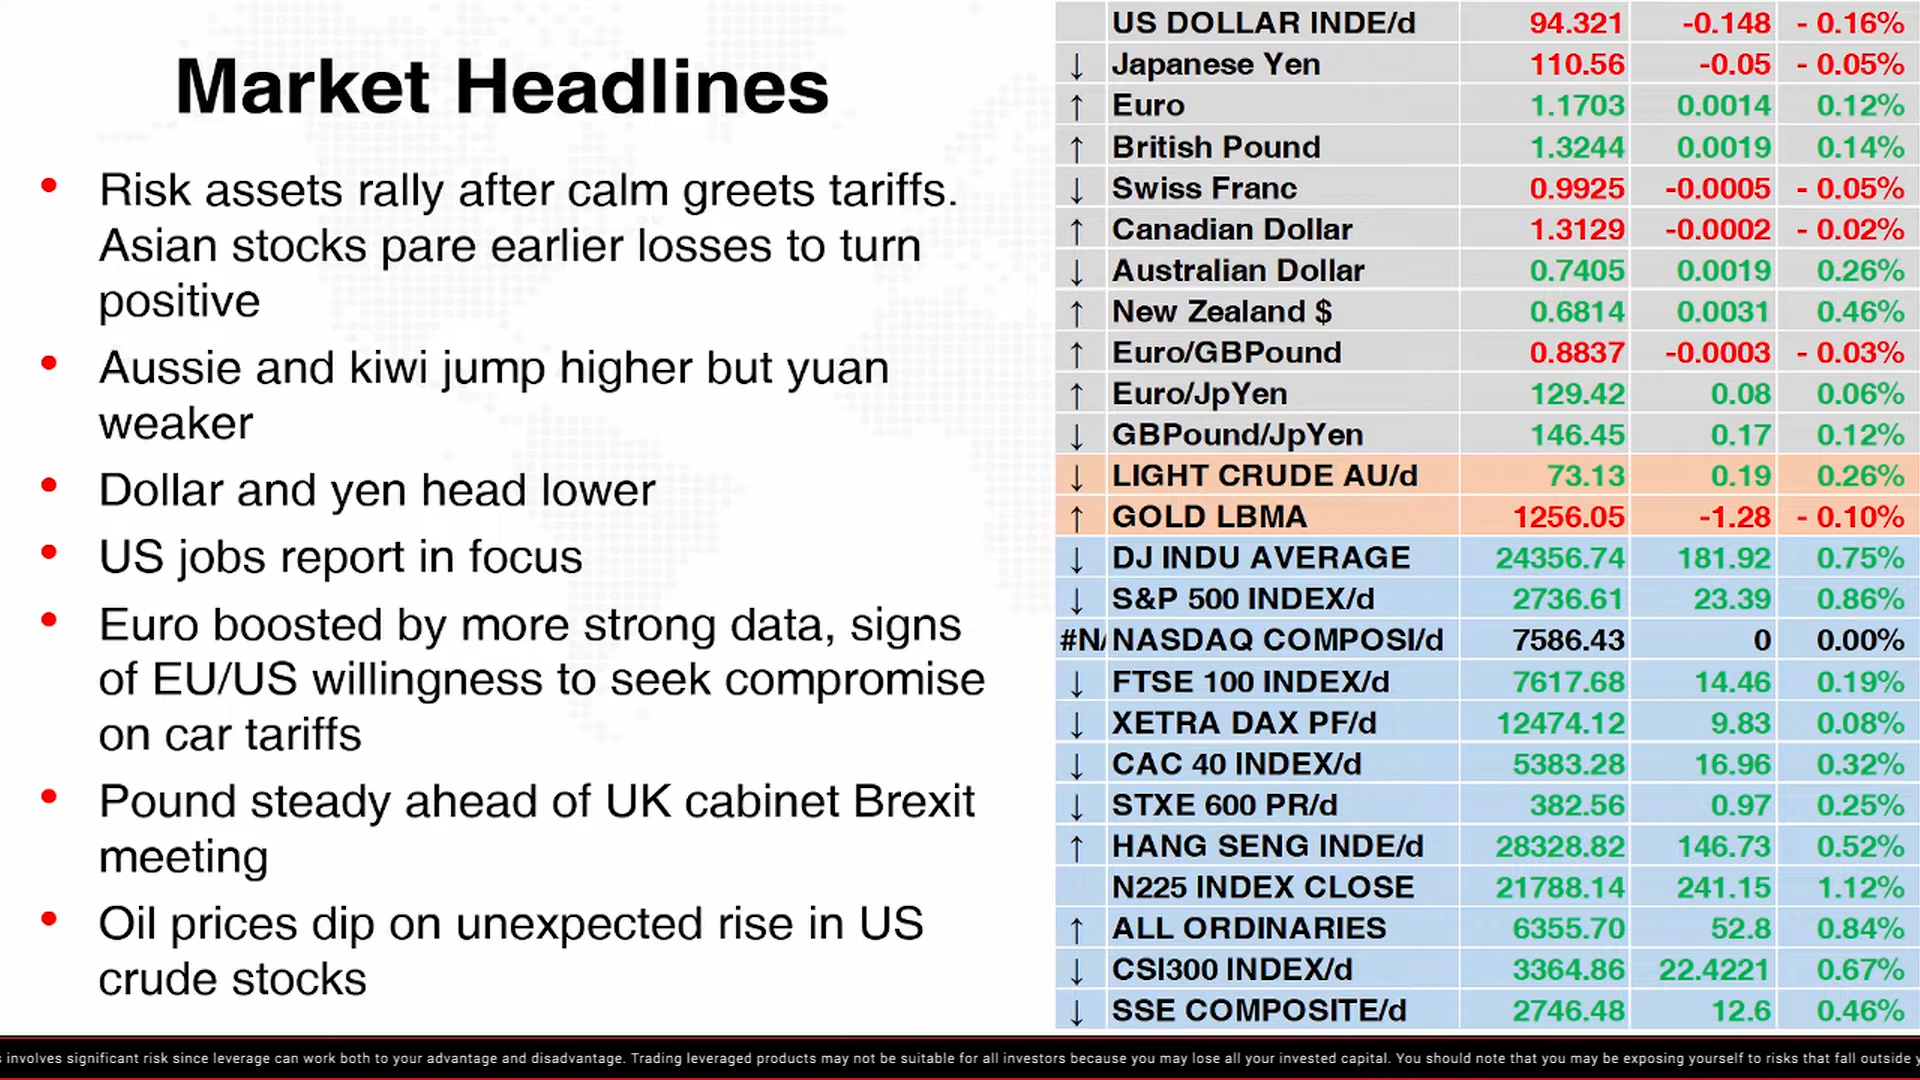 Market Headlines
• Risk assets rally after calm greets tariffs.
Asian stocks pare earlier losses to turn
positive
• Aussie and kiwi jump higher but yuan
weaker
• Dollar and yen head lower
• US jobs report in focus
• Euro boosted by more strong data, signs
of EU/US willingness to seek compromise
on car tariffs
• Pound steady ahead of UK cabinet Brexit
meeting
• Oil prices dip on unexpected rise in US
crude stocks
US DOLLAR INDE/d 94.321 -0.148 - 0.16%
↓ Japanese Yen 110.56 -0.05 - 0.05%
↑ Euro 1.1703 0.0014 0.12%
↑ British Pound 1.3244 0.0019 0.14%
↓ Swiss Franc 0.9925 -0.0005 - 0.05%
↑ Canadian Dollar 1.3129 -0.0002 - 0.02%
↓ Australian Dollar 0.7405 0.0019 0.26%
↑ New Zealand $ 0.6814 0.0031 0.46%
↑ Euro/GBPound 0.8837 -0.0003 - 0.03%
↑ Euro/JpYen 129.42 0.08 0.06%
↓ GBPound/JpYen 146.45 0.17 0.12%
↓ LIGHT CRUDE AU/d 73.13 0.19 0.26%
↑ GOLD LBMA 1256.05 -1.28 - 0.10%
↓ DJ INDU AVERAGE 24356.74 181.92 0.75%
↓ S&P 500 INDEX/d 2736.61 23.39 0.86%
#N/ NASDAQ COMPOSI/d 7586.43 0 0.00%
↓ FTSE 100 INDEX/d 7617.68 14.46 0.19%
↓ XETRA DAX PF/d 12474.12 9.83 0.08%
↓ CAC 40 INDEX/d 5383.28 16.96 0.32%
↓ STXE 600 PR/d 382.56 0.97 0.25%
↑ HANG SENG INDE/d 28328.82 146.73 0.52%
N225 INDEX CLOSE 21788.14 241.15 1.12%
↑ ALL ORDINARIES 6355.70 52.8 0.84%
↓ CSI300 INDEX/d 3364.86 22.4221 0.67%
↓ SSE COMPOSITE/d 2746.48 12.6 0.46%
involves significant risk since leverage can work both to your advantage and disadvantage. Trading leveraged products may not be suitable for all investors because you may lose all your invested capital. You should note that you may be exposing yourself to risks that fall outside